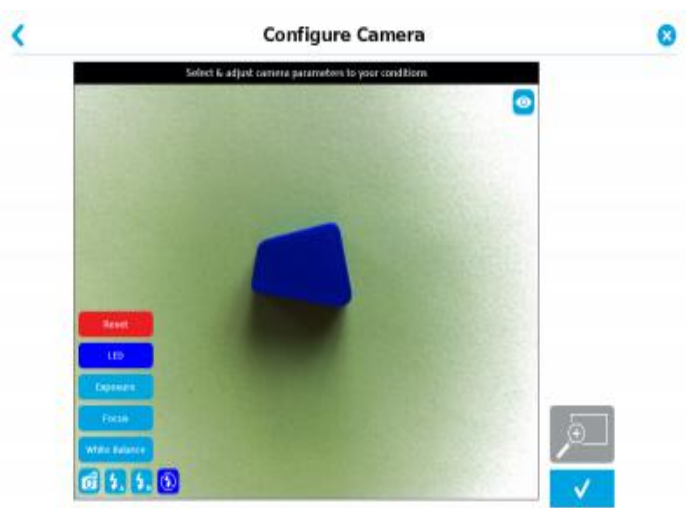 Configure Camera
Select & adjust camera parameters to your conditions
Reset
LED
Exposure
Focus
White Balance